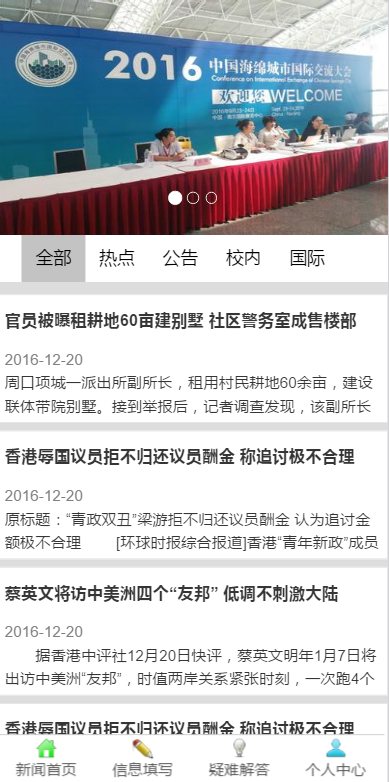 2016 中国海绵城市国际交流大会
Conference on International Exchange of Chinese Sponge City
欢迎您 WELCOME
全部 热点 公告 校内 国际
官员被曝租耕地60亩建别墅 社区警务室成售楼部
2016-12-20
周口项城一派出所副所长，租用村民耕地60余亩，建设
联体带院别墅。接到举报后，记者调查发现，该副所长
香港辱国议员拒不归还议员酬金 称追讨极不合理
2016-12-20
原标题：“青政双丑”梁游拒不归还议员酬金 认为追讨金
额极不合理 [环球时报综合报道]香港“青年新政”成员
蔡英文将访中美洲四个“友邦” 低调不刺激大陆
2016-12-20
据香港中评社12月20日快评，蔡英文明年1月7日将
出访中美洲“友邦”，时值两岸关系紧张时刻，一次跑4个
香港辱国议员拒不归还议员酬金 称追讨极不合理
新闻首页 信息填写 疑难解答 个人中心